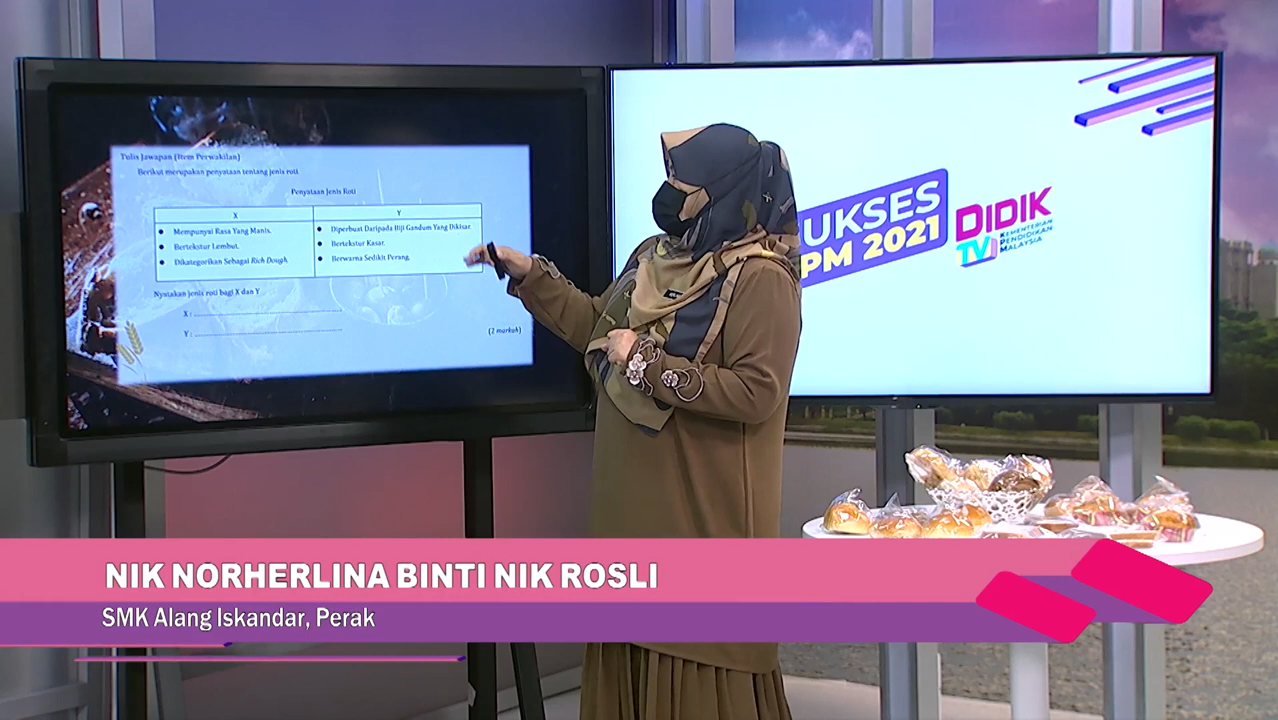 Tulis Jawapan (Item Perwakilan)
Berikut merupakan penyataan tentang jenis roti
Penyataan Jenis Roti
X
Y
Mempunyai Rasa Yang Manis.
Bertekstur Lembut.
Dikategorikan Sebagai Rich Dough
Diperbuat Daripada Biji Gandum Yang Dikisar
Bertekstur Kasar.
Berwarna Sedikit Perang.
Nyatakan jenis roti bagi X dan Y
X : ........................................
Y : ........................................
(2 markah)
UKSES
PM 2021
DIDIK
TV
KEMENTERIAN
PENDIDIKAN
MALAYSIA
NIK NORHERLINA BINTI NIK ROSLI
SMK Alang Iskandar, Perak